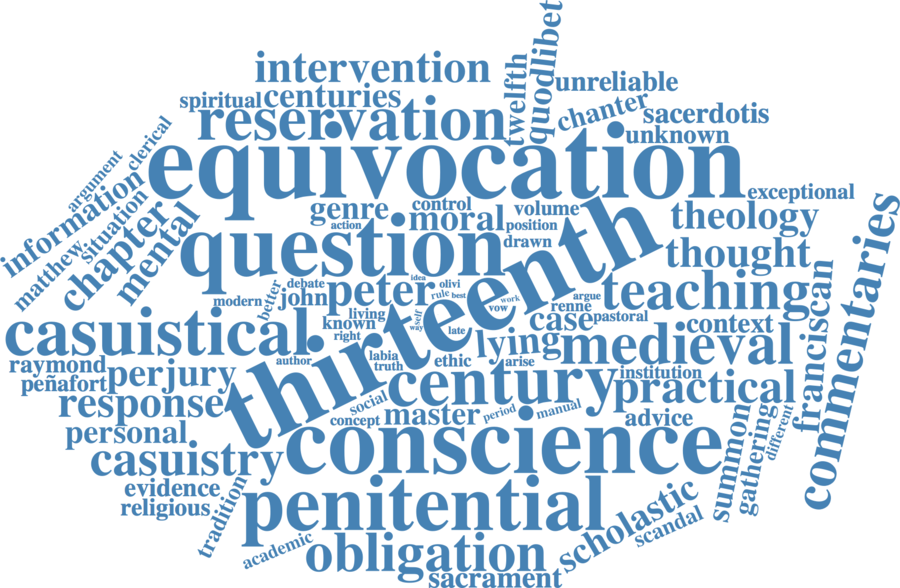 intervention
twelfth
quodlibet
unreliable
spiritual
centuries
chanter
sacerdotis
reservation
unknown
equivocation
clerical
argument
information
situation
matthew
chapter
mental
genre
control
moral
volume
action
position
drawn
exceptional
theology
question
thought
thirteenth
commentaries
idea
olivi
debate
better
john
peter
modern
rule
best
work
vow
argue
renne
teaching
living
known
self
way
late
case
pastoral
context
franciscan
casuistical
right
labia
truth
lying
medieval
author
ethic
arise
raymond
peñafort
perjury
institution
century
practical
response
social
concept
master
period
manual
advice
personal
conscience
summon
gathering
different
casuistry
evidence
religious
tradition
penitential
scholastic
scandal
academic
obligation
sacrament